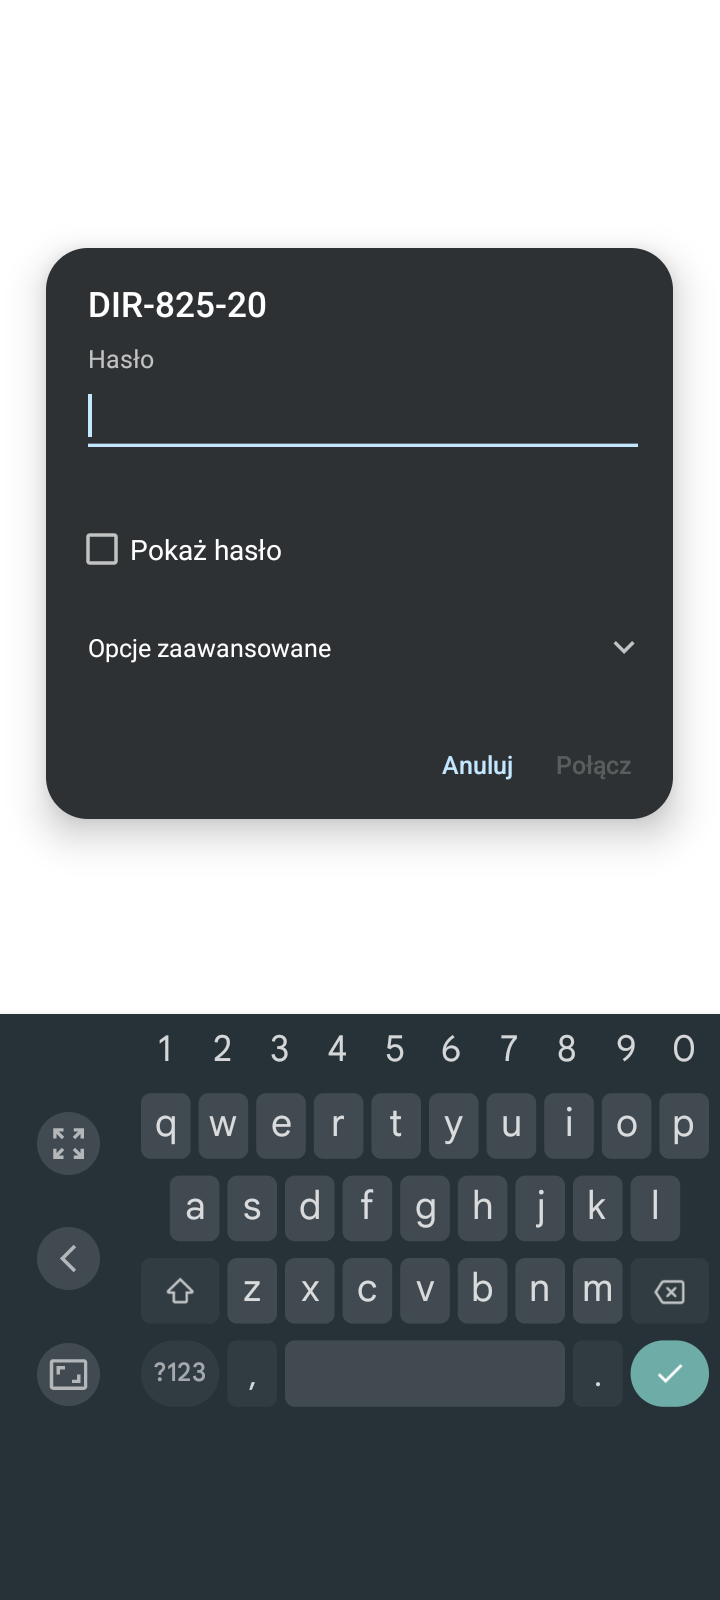 DIR-825-20
Hasło
Pokaż hasło
Opcje zaawansowane
Anuluj Połącz
1 2 3 4 5 6 7 8 9 0
q w e r t y u i o p
a s d f g h j k l
z x c v b n m
?123 , .